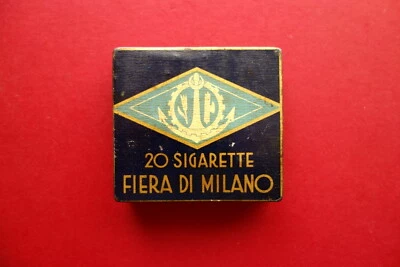 20 SIGARETTE
FIERA DI MILANO